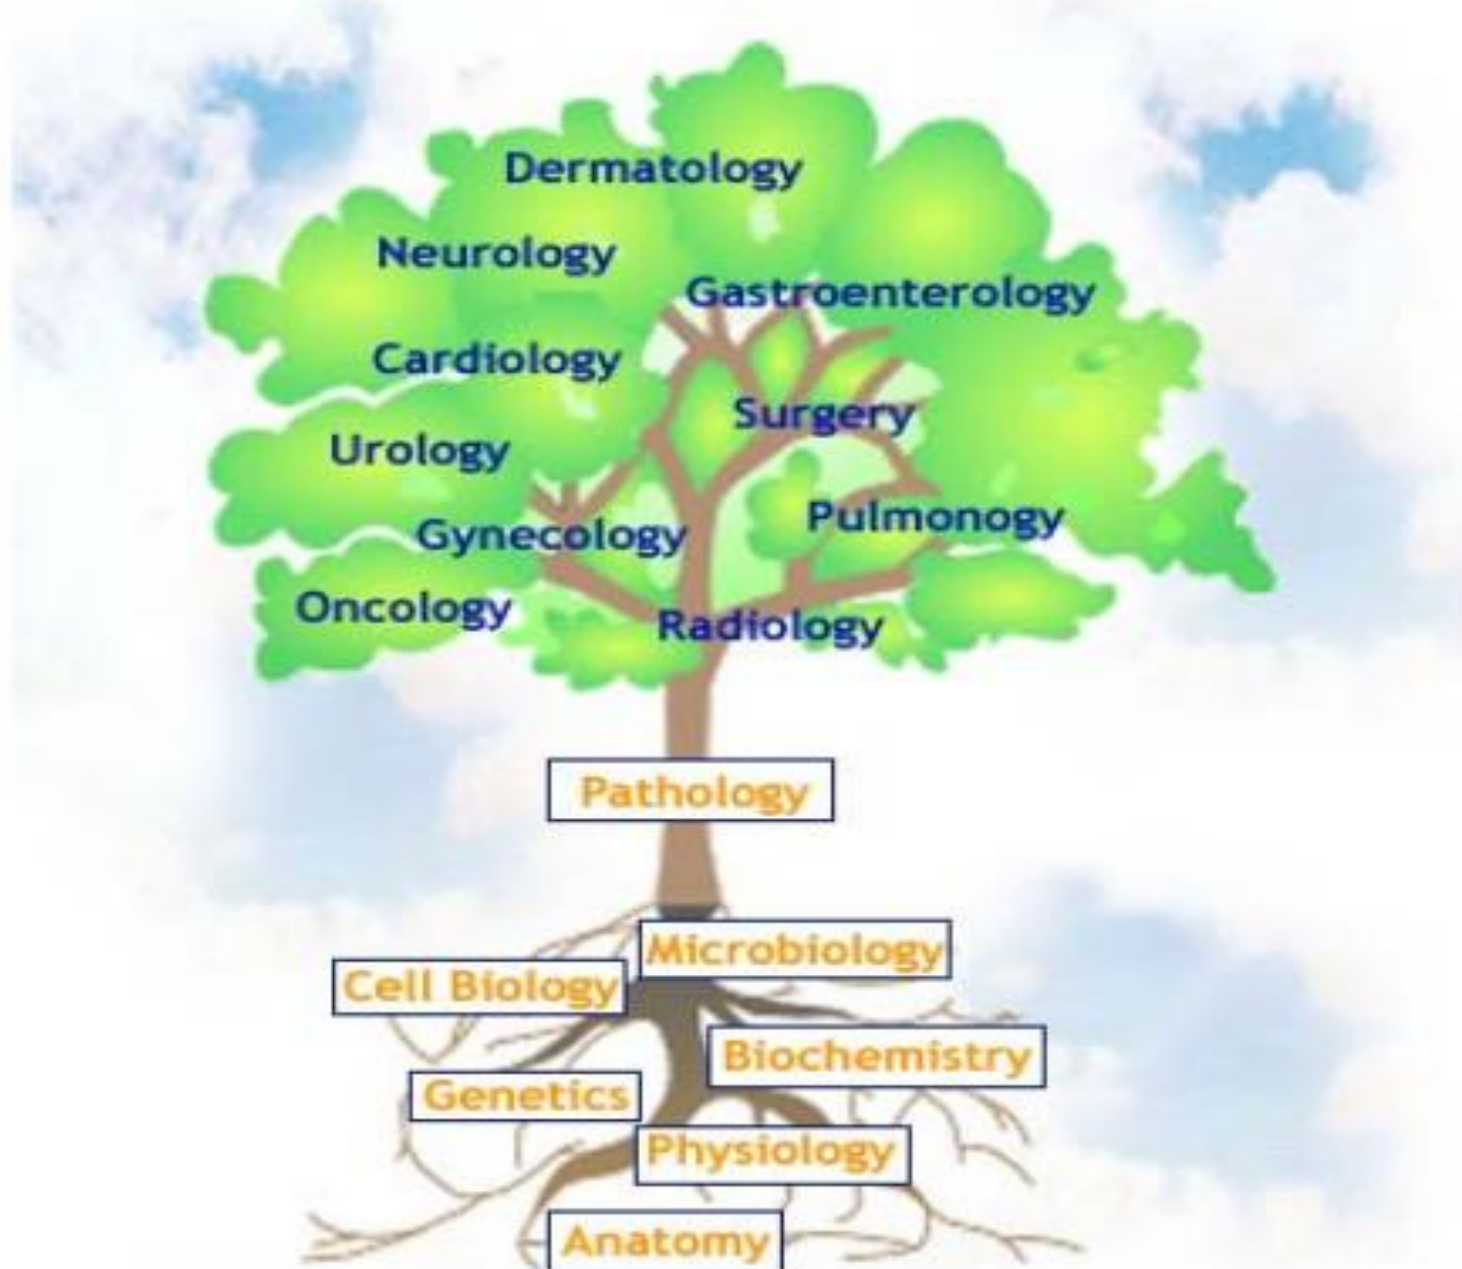 Dermatology
Neurology
Gastroenterology
Cardiology
Surgery
Urology
Pulmonogy
Gynecology
Oncology
Radiology
Pathology
Microbiology
Cell Biology
Biochemistry
Genetics
Physiology
Anatomy